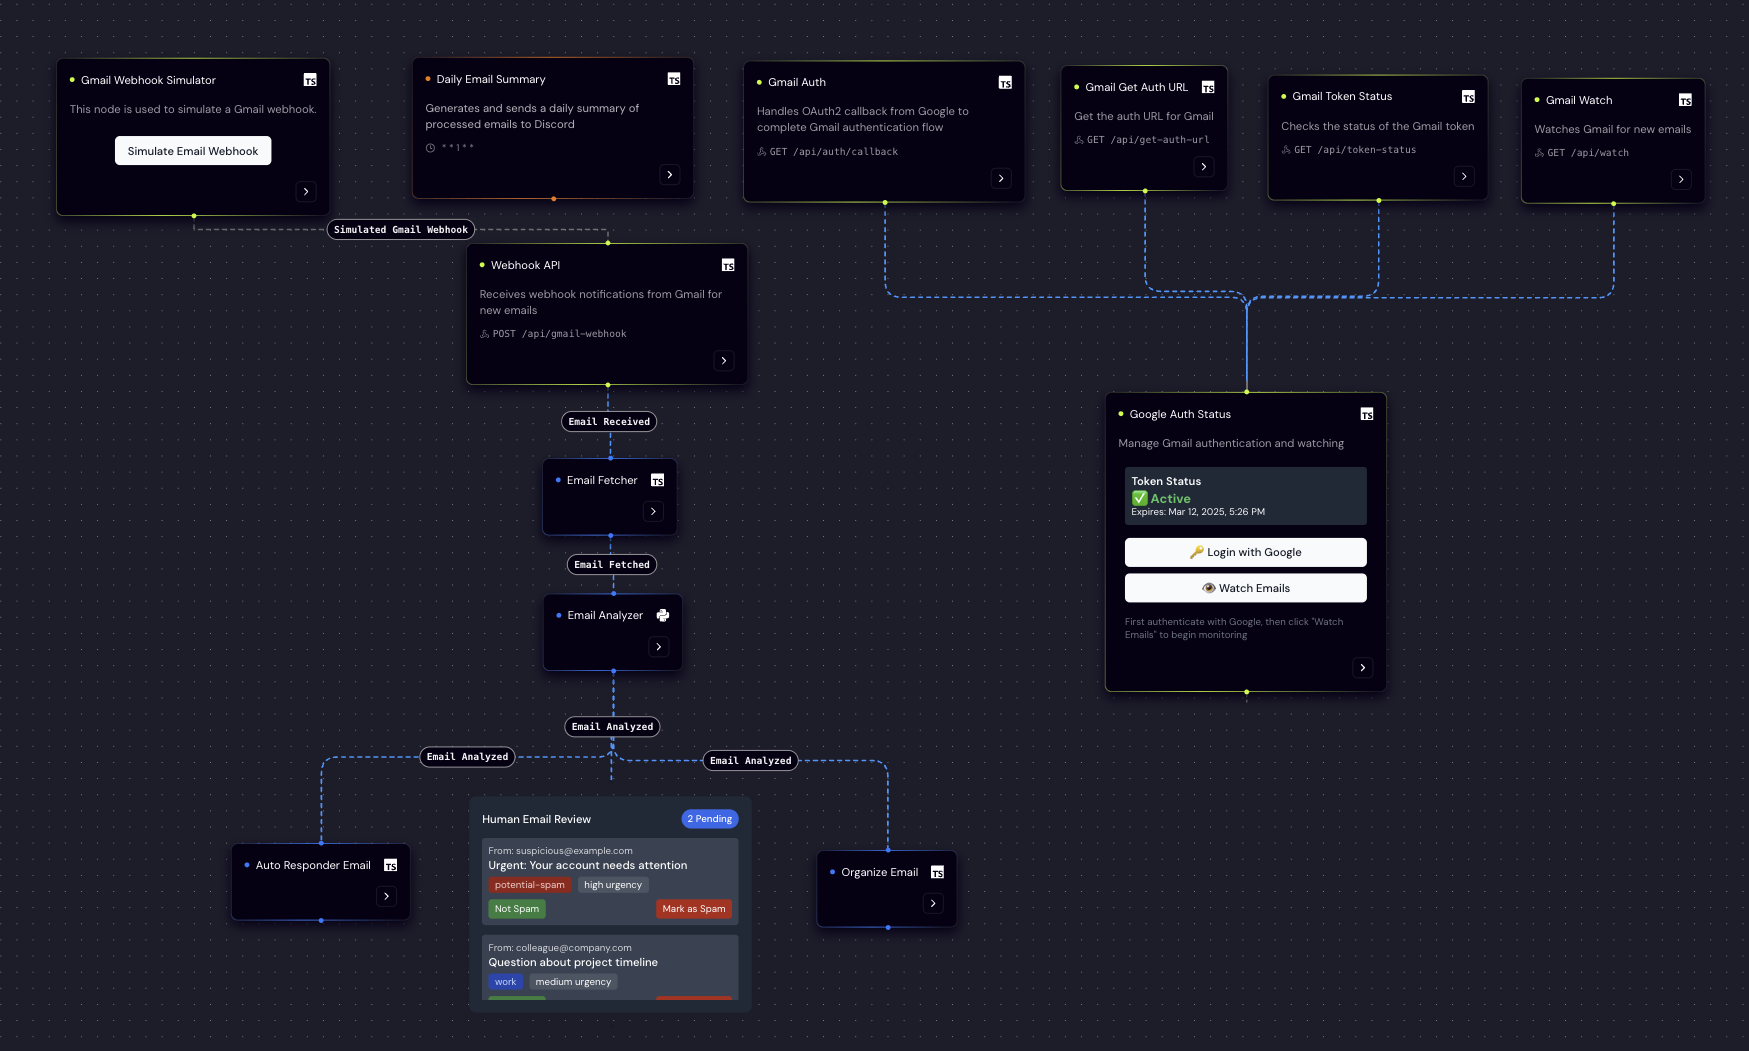 Gmail Webhook Simulator
TS
This node is used to simulate a Gmail webhook.
Simulate Email Webhook
Daily Email Summary
TS
Generates and sends a daily summary of
processed emails to Discord
Gmail Auth
TS
Handles OAuth2 callback from Google to
complete Gmail authentication flow
GET /api/auth/callback
Gmail Get Auth URL
TS
Get the auth URL for Gmail
GET /api/get-auth-url
Gmail Token Status
TS
Checks the status of the Gmail token
GET /api/token-status
Gmail Watch
TS
Watches Gmail for new emails
GET /api/watch
Simulated Gmail Webhook
Webhook API
TS
Receives webhook notifications from Gmail for
new emails
POST /api/gmail-webhook
Email Received
Email Fetcher
TS
Email Fetched
Email Analyzer
Email Analyzed
Email Analyzed
Email Analyzed
Google Auth Status
TS
Manage Gmail authentication and watching
Token Status
✅ Active
Expires: Mar 12, 2025, 5:26 PM
🔑 Login with Google
👁️ Watch Emails
First authenticate with Google, then click "Watch
Emails" to begin monitoring
Auto Responder Email
TS
Human Email Review
2 Pending
From: suspicious@example.com
Urgent: Your account needs attention
potential-spam
high urgency
Not Spam
Mark as Spam
From: colleague@company.com
Question about project timeline
work
medium urgency
Organize Email
TS